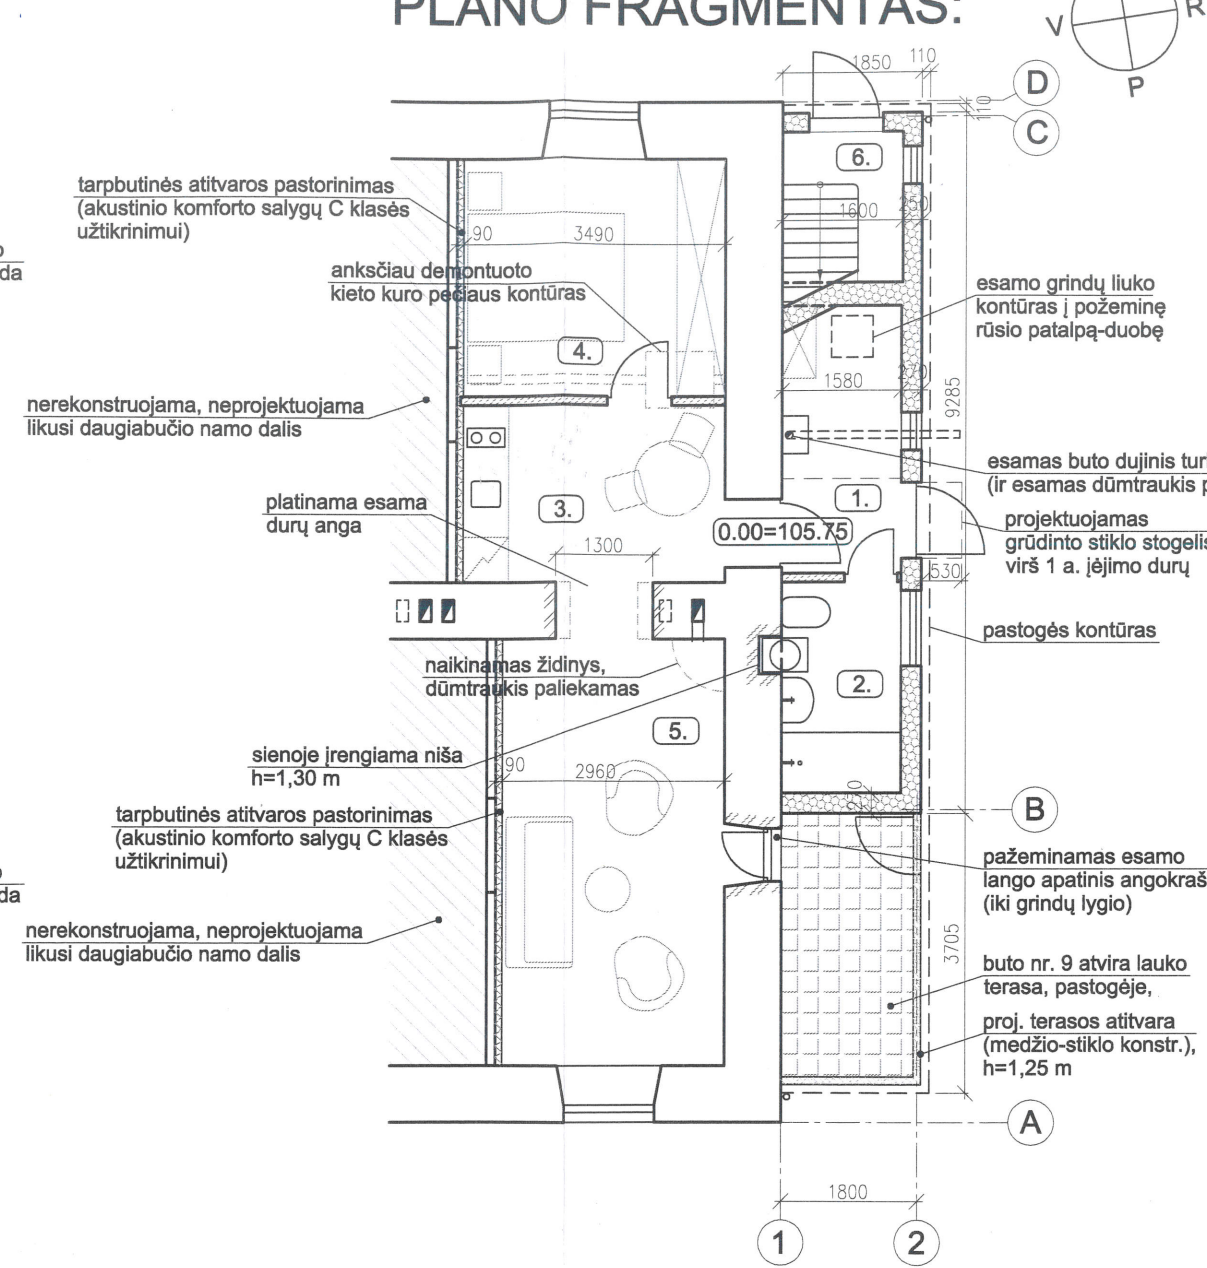 PLANO FRAGMENTAS:
V
R
P
1850
110
D
110
C
6.
tarpbutinės atitvaros pastorinimas
(akustinio komforto salygų C klasės
užtikrinimui)
1600
250
da
90
3490
anksčiau demontuoto
kieto kuro pečiaus kontūras
esamo grindų liuko
kontūras į požeminę
rūsio patalpą-duobę
4.
1580
270
9285
nerekonstruojama, neprojektuojama
likusi daugiabučio namo dalis
esamas buto dujinis
(ir esamas dūmtraukis
platinama esama
durų anga
3.
1.
0.00=105.75
projektuojamas
grūdinto stiklo stogelis
virš 1 a. įėjimo durų
1300
530
pastogės kontūras
naikinamas židinys,
dūmtraukis paliekamas
2.
5.
sienoje įrengiama niša
h=1,30 m
90
2960
270
B
tarpbutinės atitvaros pastorinimas
(akustinio komforto salygų C klasės
užtikrinimui)
pažeminamas esamo
lango apatinis
(iki grindų lygio)
da
nerekonstruojama, neprojektuojama
likusi daugiabučio namo dalis
3705
buto nr. 9 atvira lauko
terasa, pastogėje,
proj. terasos atitvara
(medžio-stiklo konstr.),
h=1,25 m
A
1800
1
2